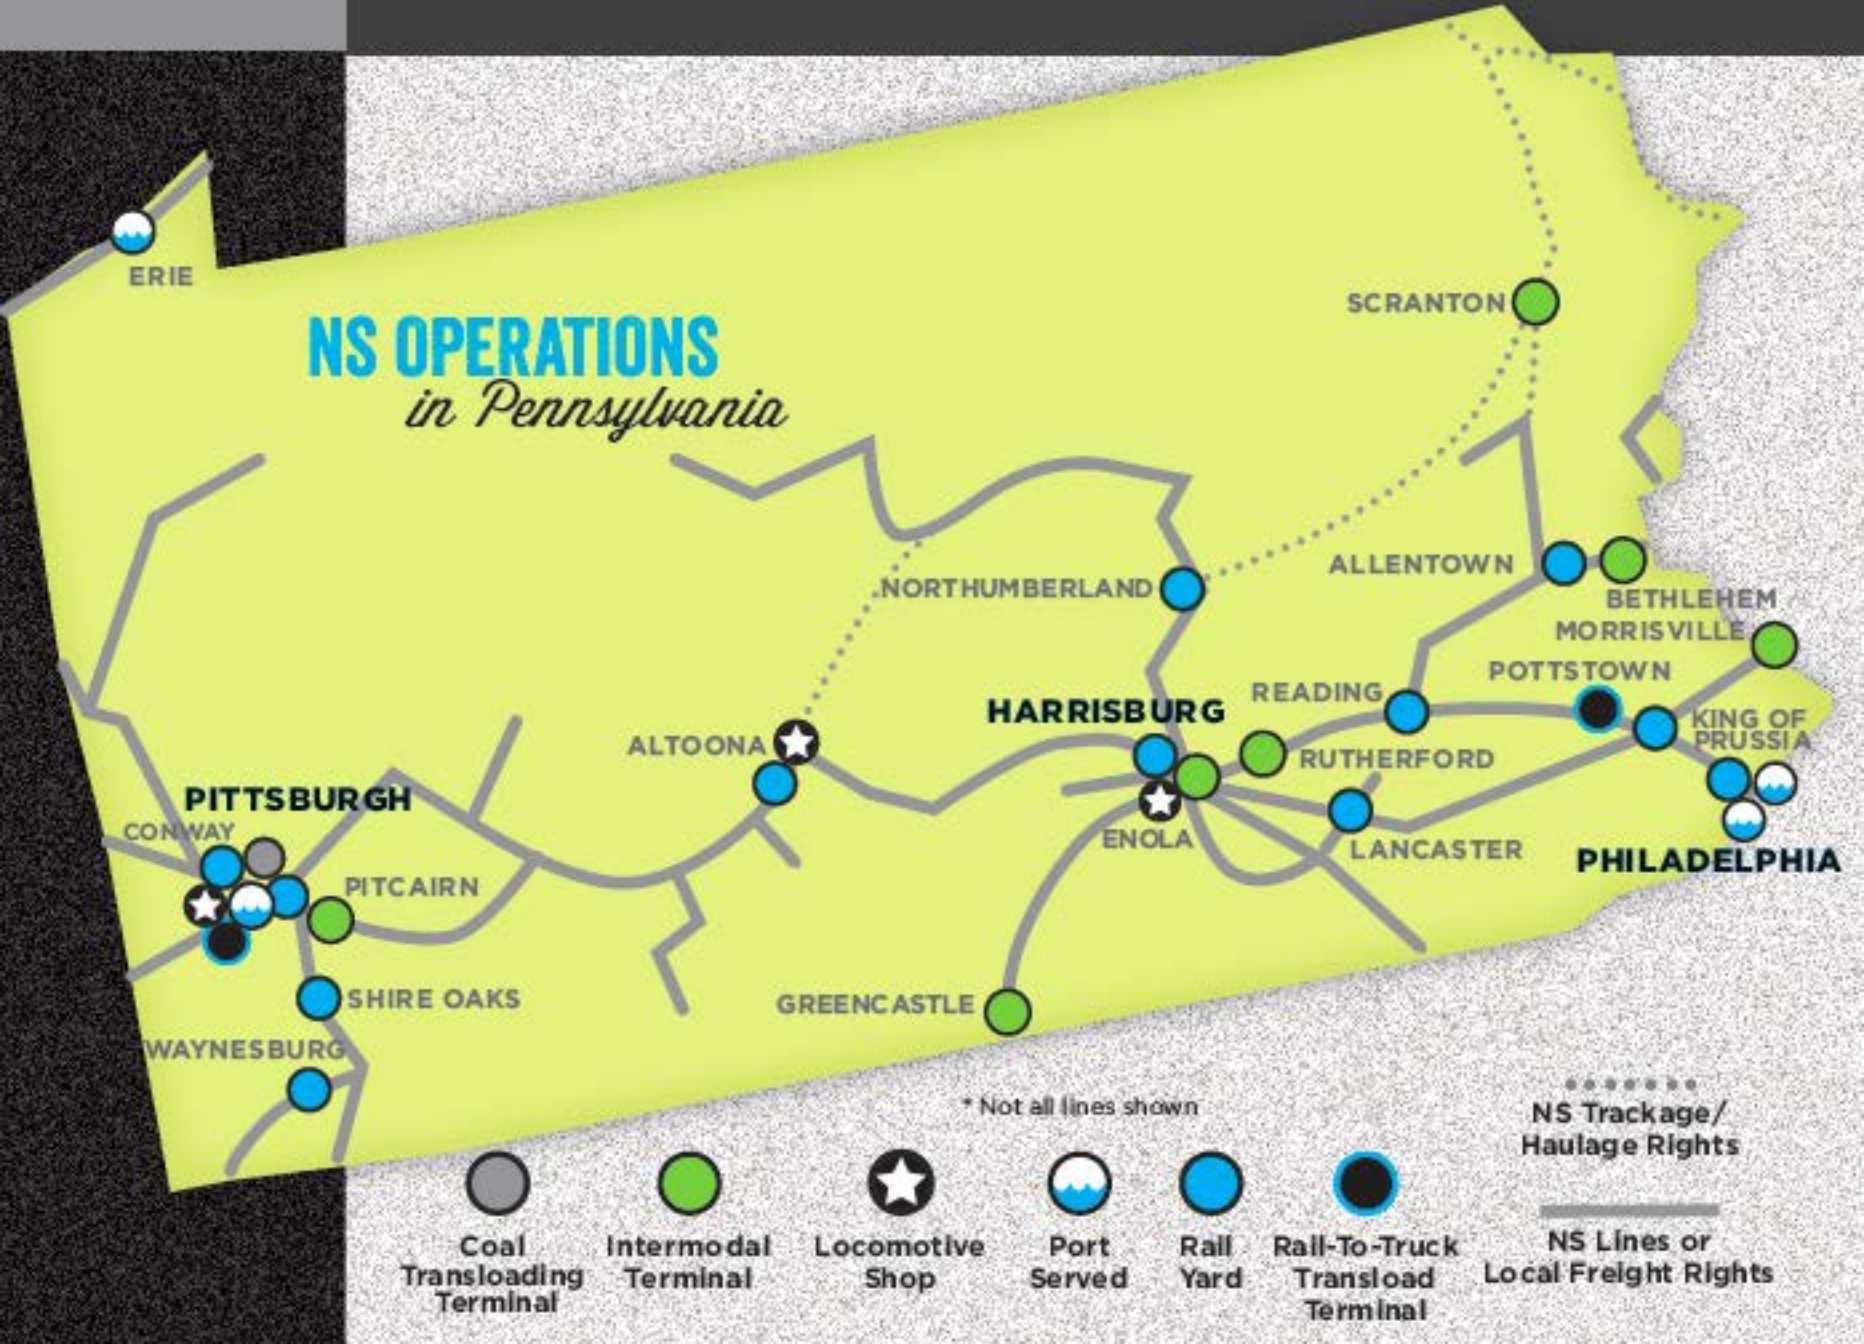 ERIE
SCRANTON
NS OPERATIONS
in Pennsylvania
NORTHUMBERLAND
ALLENTOWN
BETHLEHEM
MORRISVILLE
POTTSTOWN
READING
HARRISBURG
KING OF
PRUSSIA
ALTOONA
RUTHERFORD
PITTSBURGH
CONWAY
ENOLA
LANCASTER
PHILADELPHIA
PITCAIRN
SHIRE OAKS
GREENCASTLE
WAYNESBURG
* Not all lines shown
NS Trackage/
Haulage Rights
NS Lines or
Local Freight Rights
Coal
Transloading
Terminal
Intermodal
Terminal
Locomotive
Shop
Port
Served
Rail
Yard
Rail-To-Truck
Transload
Terminal